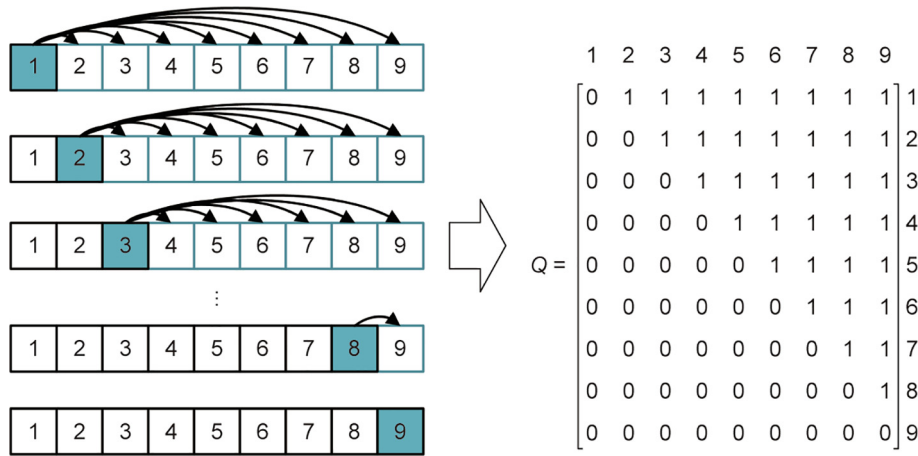 1 2 3 4 5 6 7 8 9
1 2 3 4 5 6 7 8 9
1 2 3 4 5 6 7 8 9
⋮
1 2 3 4 5 6 7 8 9
1 2 3 4 5 6 7 8 9
1 2 3 4 5 6 7 8 9
0 1 1 1 1 1 1 1 1 1
0 0 1 1 1 1 1 1 1 2
0 0 0 1 1 1 1 1 1 3
0 0 0 0 1 1 1 1 1 4
Q = 0 0 0 0 0 1 1 1 1 5
0 0 0 0 0 0 1 1 1 6
0 0 0 0 0 0 0 1 1 7
0 0 0 0 0 0 0 0 1 8
0 0 0 0 0 0 0 0 0 9